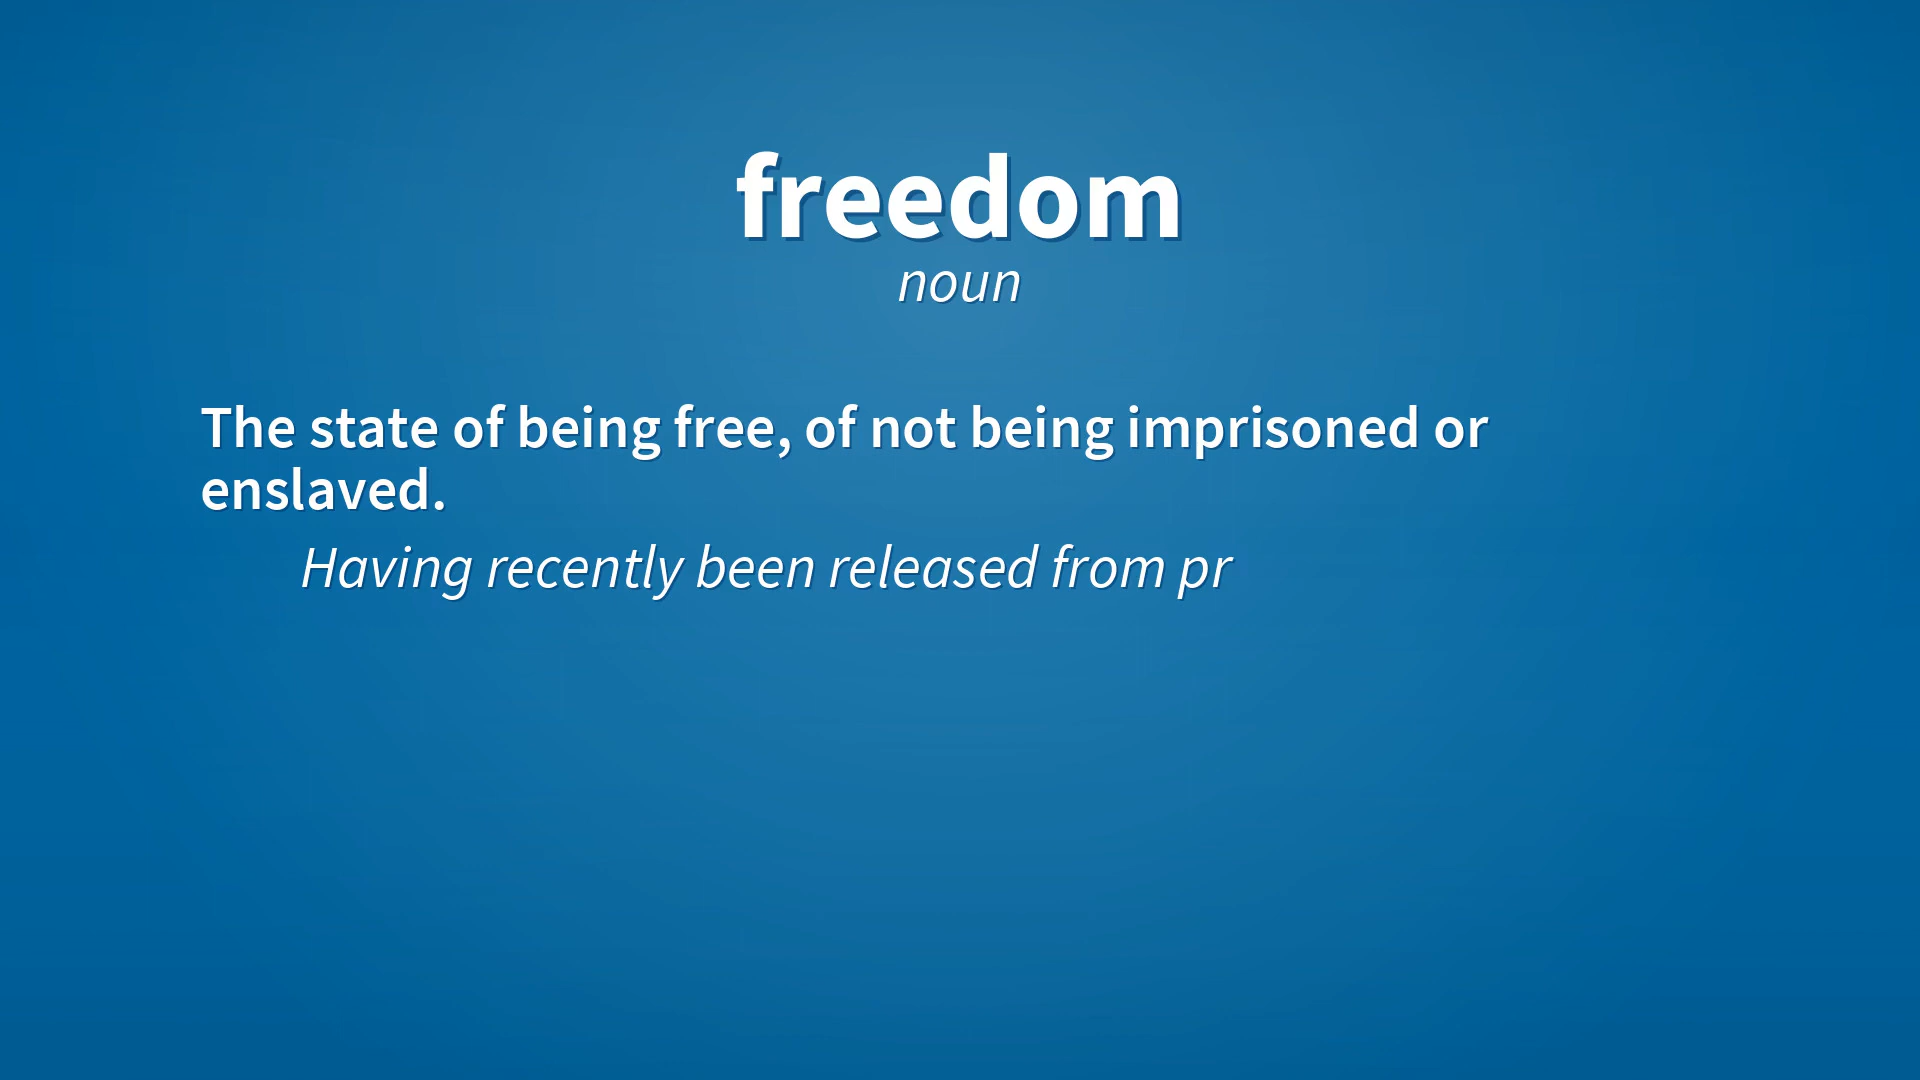 freedom
noun
The state of being free, of not being imprisoned or
enslaved.
Having recently been released from pr